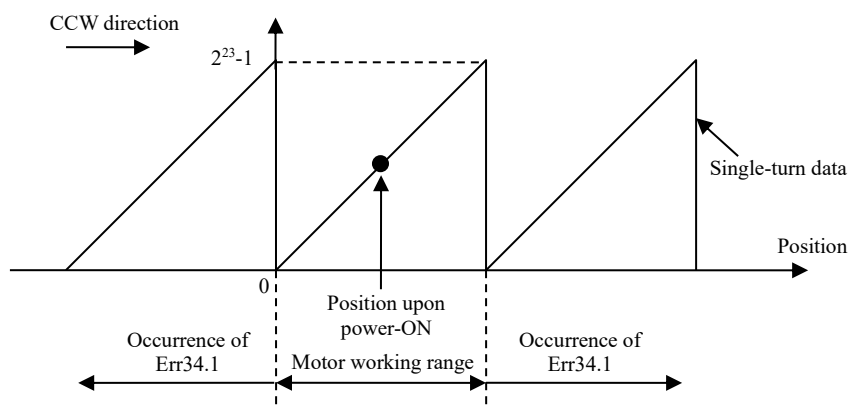 CCW direction
2²³-1
Single-turn data
Position
0
Position upon
power-ON
Occurrence of
Err34.1
Motor working range
Occurrence of
Err34.1